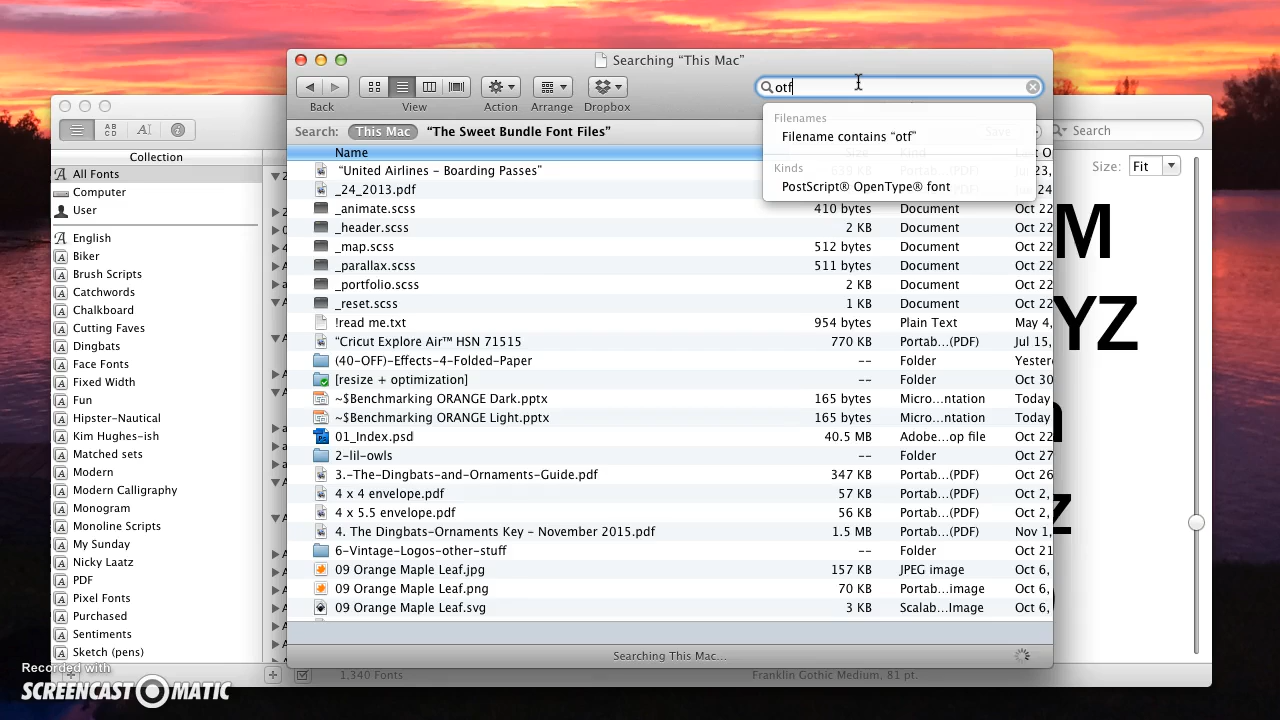 Searching “This Mac”
otf
Back
View
Action
Arrange
Dropbox
Filenames
Filename contains “otf”
Kinds
PostScript® OpenType® font
Search: This Mac “The Sweet Bundle Font Files” Save
Name Size Kind Last O
“United Airlines – Boarding Passes”
_24_2013.pdf
_animate.scss 410 bytes Document Oct 22
_header.scss 2 KB Document Oct 22
_map.scss 512 bytes Document Oct 22
_parallax.scss 511 bytes Document Oct 22
_portfolio.scss 2 KB Document Oct 22
_reset.scss 1 KB Document Oct 22
!read me.txt 954 bytes Plain Text May 4,
“Cricut Explore Air™ HSN 71515 770 KB Portab...(PDF) Jul 15,
(40-OFF)-Effects-4-Folded-Paper -- Folder Yester
[resize + optimization] -- Folder Oct 30
~$Benchmarking ORANGE Dark.pptx 165 bytes Micro...ntation Today
~$Benchmarking ORANGE Light.pptx 165 bytes Micro...ntation Today
01_Index.psd 40.5 MB Adobe...op file Oct 22
2-lil-owls -- Folder Oct 27
3.-The-Dingbats-and-Ornaments-Guide.pdf 347 KB Portab...(PDF) Oct 26
4 x 4 envelope.pdf 57 KB Portab...(PDF) Oct 2,
4 x 5.5 envelope.pdf 56 KB Portab...(PDF) Oct 2,
4. The Dingbats-Ornaments Key – November 2015.pdf 1.5 MB Portab...(PDF) Nov 1,
6-Vintage-Logos-other-stuff -- Folder Oct 21
09 Orange Maple Leaf.jpg 157 KB JPEG image Oct 6,
09 Orange Maple Leaf.png 70 KB Portab...image Oct 6,
09 Orange Maple Leaf.svg 3 KB Scalab...Image Oct 6,
Searching This Mac...
Collection
All Fonts
Computer
User
English
Biker
Brush Scripts
Catchwords
Chalkboard
Cutting Faves
Dingbats
Face Fonts
Fixed Width
Fun
Hipster-Nautical
Kim Hughes-ish
Matched sets
Modern
Modern Calligraphy
Monogram
Monoline Scripts
My Sunday
Nicky Laatz
PDF
Pixel Fonts
Purchased
Sentiments
Sketch (pens)
Search
Size: Fit
M
YZ
z
1,340 Fonts
Franklin Gothic Medium, 81 pt.
Recorded with
SCREENCAST-O-MATIC